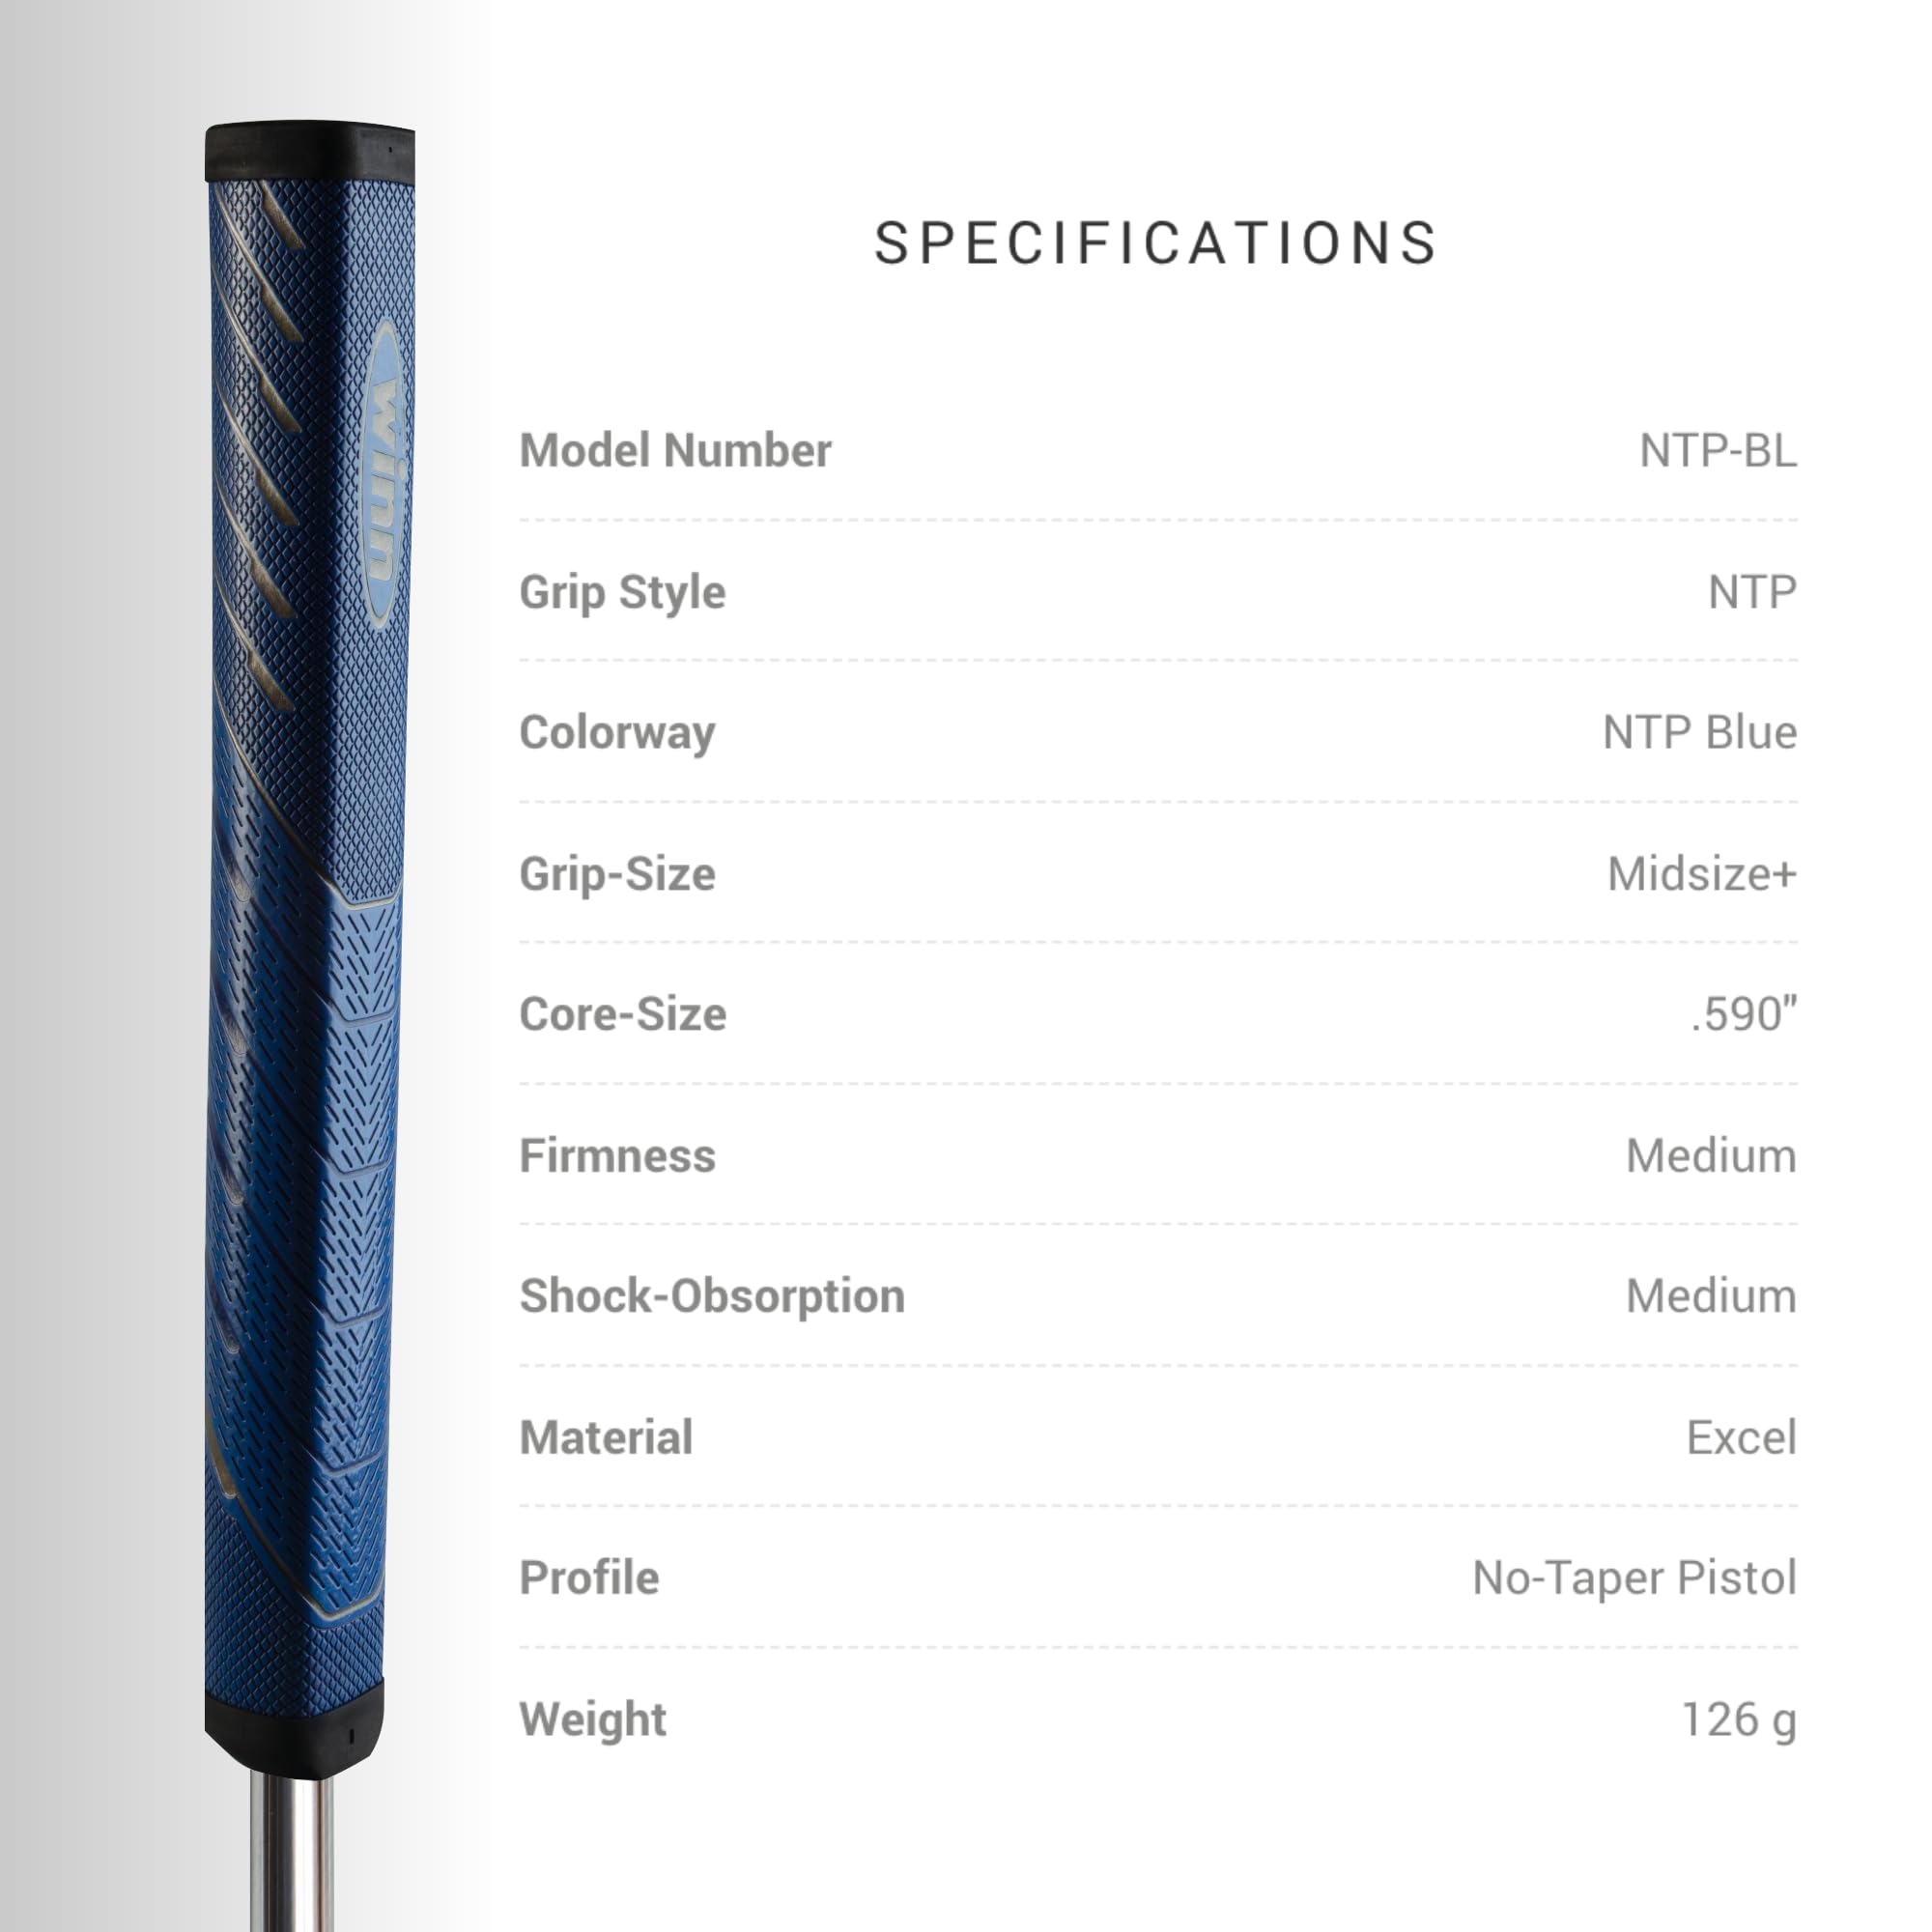 winn
SPECIFICATIONS
Model Number NTP-BL
Grip Style NTP
Colorway NTP Blue
Grip-Size Midsize+
Core-Size .590"
Firmness Medium
Shock-Obsorption Medium
Material Excel
Profile No-Taper Pistol
Weight 126 g